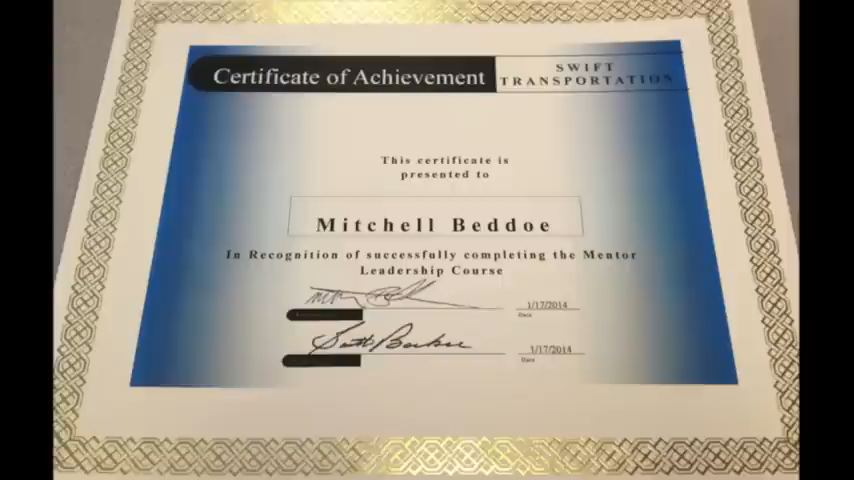 Certificate of Achievement
SWIFT
TRANSPORTATION
This certificate is
presented to
Mitchell Beddoe
In Recognition of successfully completing the Mentor
Leadership Course
1/17/2014
Date
1/17/2014
Date